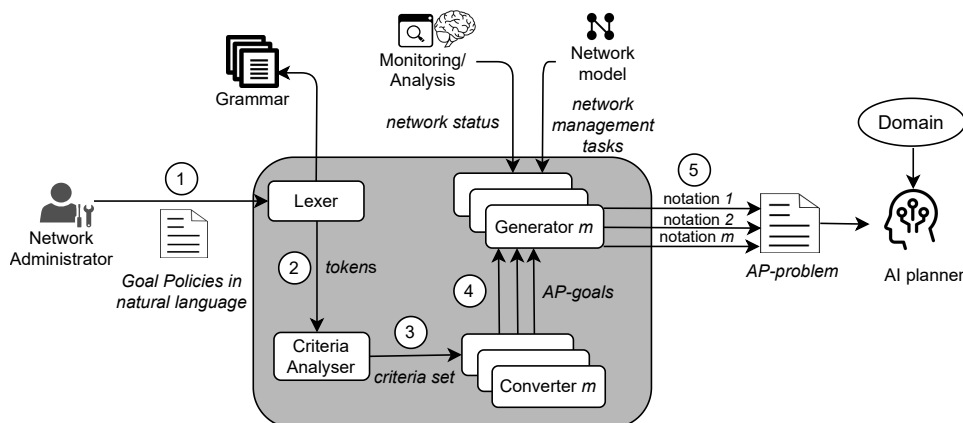 Monitoring/
Analysis
Network
model
Grammar
network status
network
management
tasks
Domain
1
Lexer
5
notation 1
notation 2
notation m
Generator m
Network
Administrator
Goal Policies in
natural language
2
tokens
4
AP-goals
AP-problem
AI planner
Criteria
Analyser
3
criteria set
Converter m